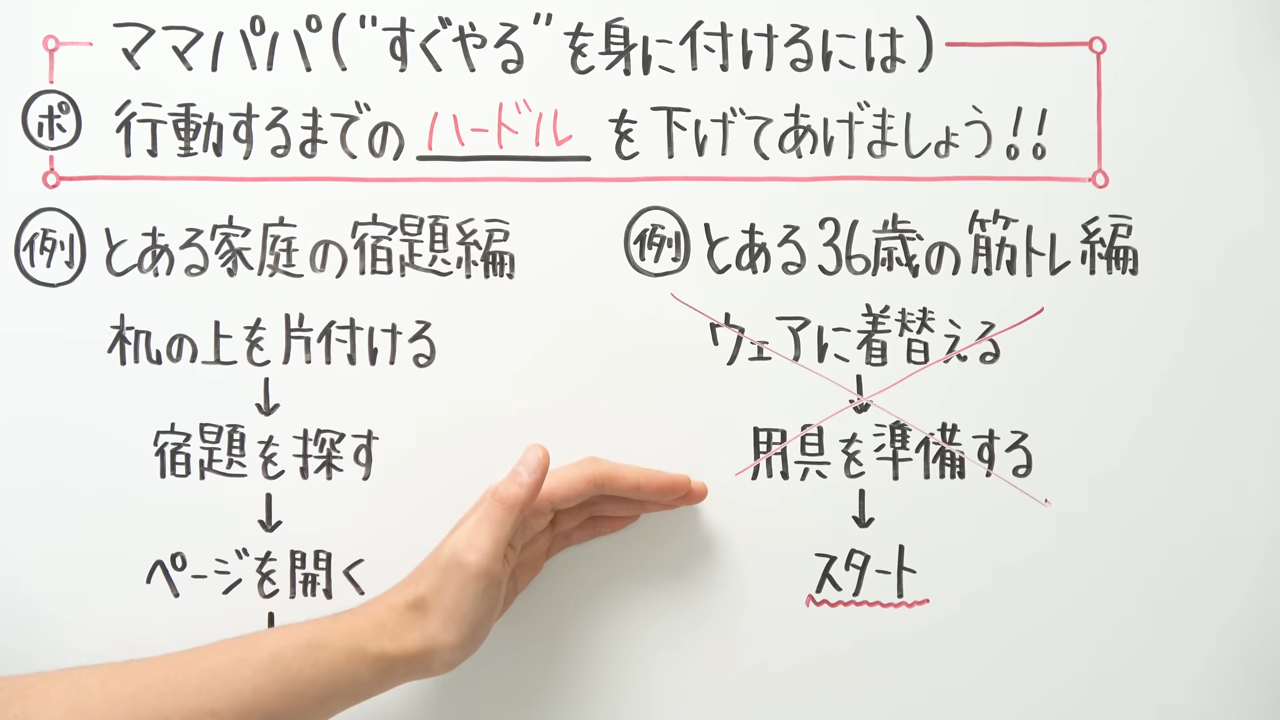 ママパパ("すぐやる"を身に付けるには)
ポ 行動するまでのハードルを下げてあげましょう!!
例 とある家庭の宿題編
机の上を片付ける
↓
宿題を探す
↓
ページを開く
例 とある36歳の筋トレ編
ウェアに着替える
↓
用具を準備する
↓
スタート